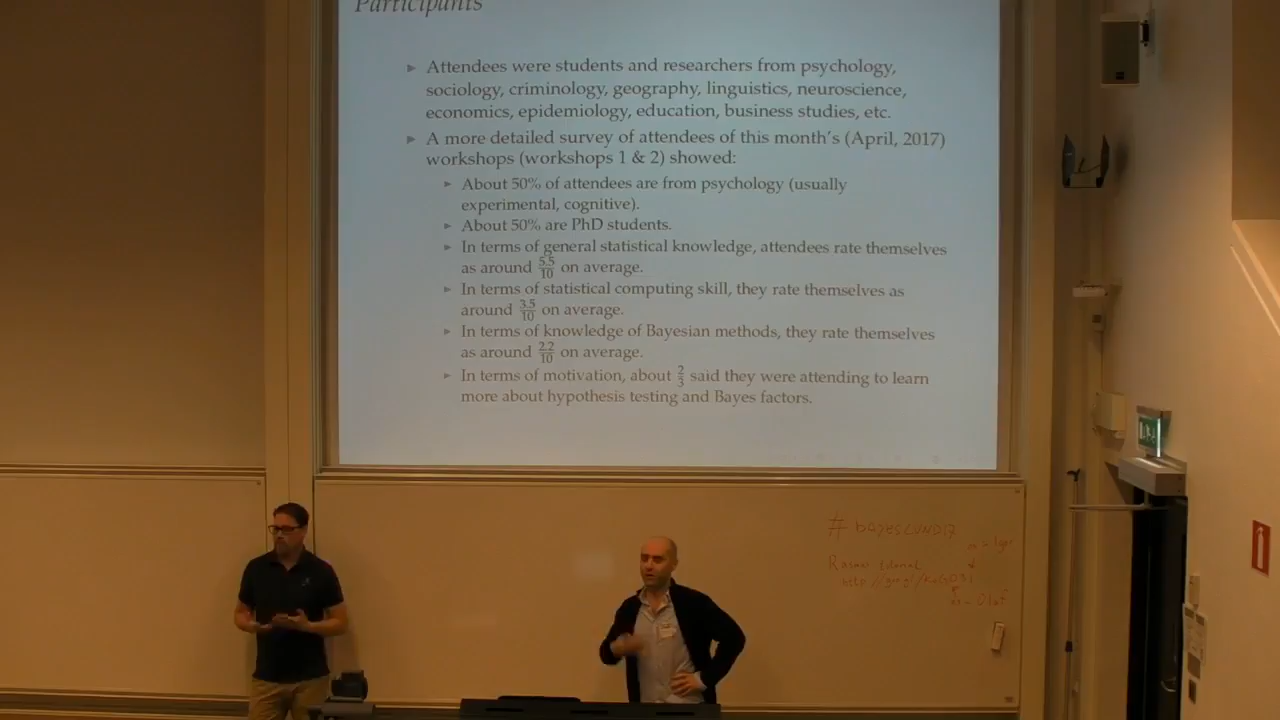 Participants
▸ Attendees were students and researchers from psychology,
sociology, criminology, geography, linguistics, neuroscience,
economics, epidemiology, education, business studies, etc.
▸ A more detailed survey of attendees of this month's (April, 2017)
workshops (workshops 1 & 2) showed:
▸ About 50% of attendees are from psychology (usually
experimental, cognitive).
▸ About 50% are PhD students.
▸ In terms of general statistical knowledge, attendees rate themselves
as around 5.5/10 on average.
▸ In terms of statistical computing skill, they rate themselves as
around 3.5/10 on average.
▸ In terms of knowledge of Bayesian methods, they rate themselves
as around 2.2/10 on average.
▸ In terms of motivation, about 2/3 said they were attending to learn
more about hypothesis testing and Bayes factors.
# bayesLUND17
tutorial